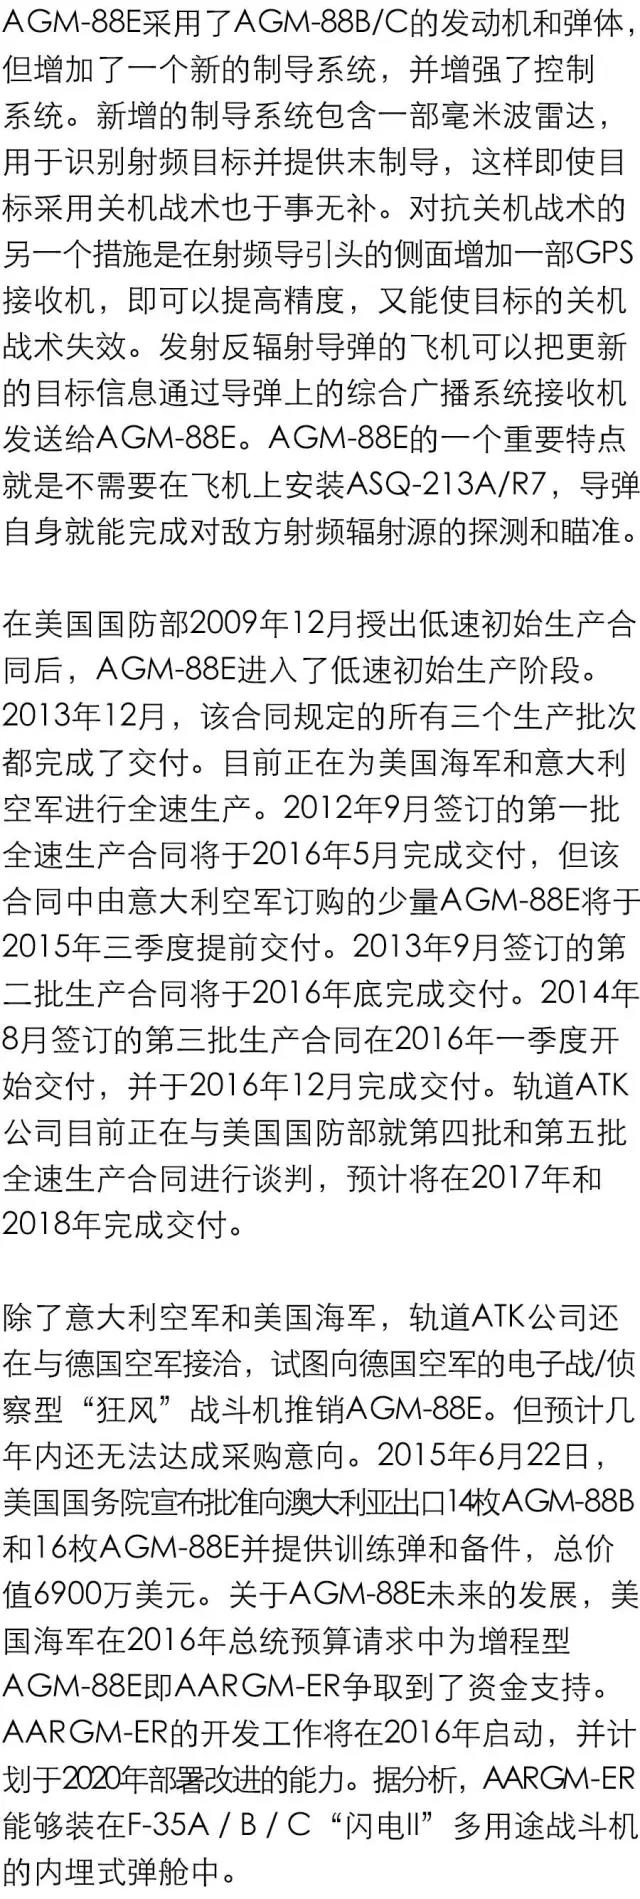 AGM-88E采用了AGM-88B/C的发动机和弹体，
但增加了一个新的制导系统，并增强了控制
系统。新增的制导系统包含一部毫米波雷达，
用于识别射频目标并提供末制导，这样即使目
标采用关机战术也于事无补。对抗关机战术的
另一个措施是在射频导引头的侧面增加一部GPS
接收机，即可以提高精度，又能使目标的关机
战术失效。发射反辐射导弹的飞机可以把更新
的目标信息通过导弹上的综合广播系统接收机
发送给AGM-88E。AGM-88E的一个重要特点
就是不需要在飞机上安装ASQ-213A/R7，导弹
自身就能完成对敌方射频辐射源的探测和瞄准。
在美国国防部2009年12月授出低速初始生产合
同后，AGM-88E进入了低速初始生产阶段。
2013年12月，该合同规定的所有三个生产批次
都完成了交付。目前正在为美国海军和意大利
空军进行全速生产。2012年9月签订的第一批
全速生产合同将于2016年5月完成交付，但该
合同中由意大利空军订购的少量AGM-88E将于
2015年三季度提前交付。2013年9月签订的第
二批生产合同将于2016年底完成交付。2014年
8月签订的第三批生产合同在2016年一季度开
始交付，并于2016年12月完成交付。轨道ATK
公司目前正在与美国国防部就第四批和第五批
全速生产合同进行谈判，预计将在2017年和
2018年完成交付。
除了意大利空军和美国海军，轨道ATK公司还
在与德国空军接洽，试图向德国空军的电子战/侦
察型“狂风”战斗机推销AGM-88E。但预计几
年内还无法达成采购意向。2015年6月22日，
美国国务院宣布批准向澳大利亚出口14枚AGM-88B
和16枚AGM-88E并提供训练弹和备件，总价
值6900万美元。关于AGM-88E未来的发展，美
国海军在2016年总统预算请求中为增程型
AGM-88E即AARGM-ER争取到了资金支持。
AARGM-ER的开发工作将在2016年启动，并计
划于2020年部署改进的能力。据分析，AARGM-ER
能够装在F-35A / B / C“闪电II”多用途战斗机
的内埋式弹舱中。